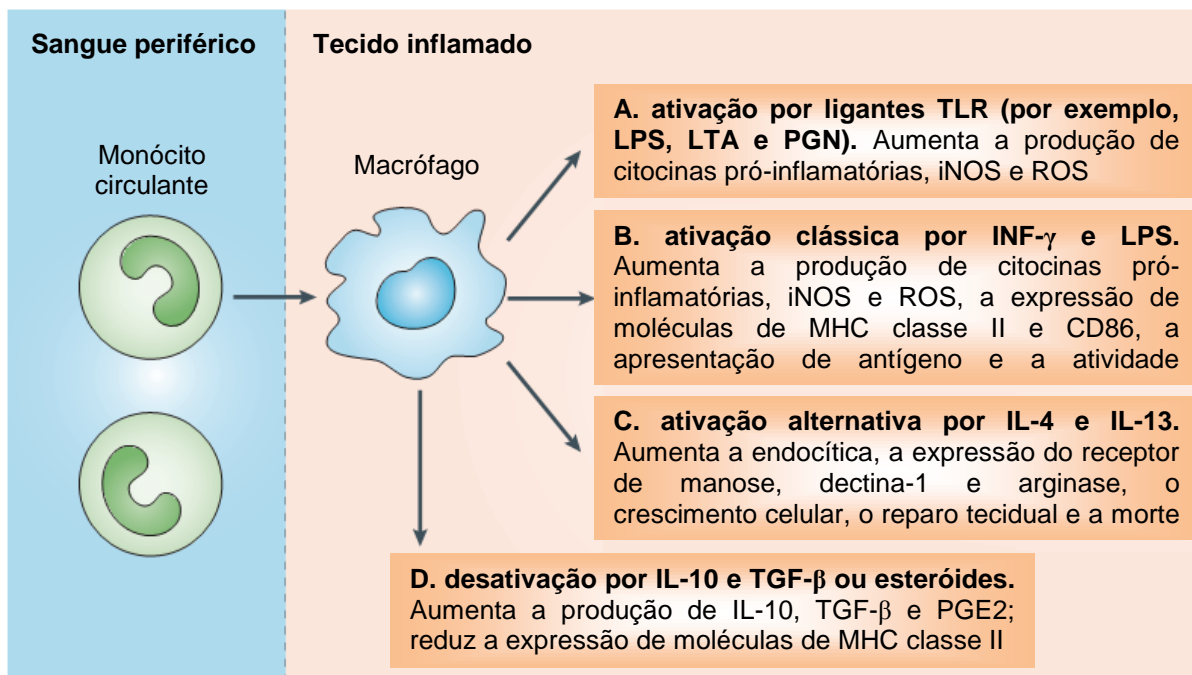 Sangue periférico
Tecido inflamado
Monócito
circulante
Macrófago
A. ativação por ligantes TLR (por exemplo,
LPS, LTA e PGN). Aumenta a produção de
citocinas pró-inflamatórias, iNOS e ROS
B. ativação clássica por INF-γ e LPS.
Aumenta a produção de citocinas pró-
inflamatórias, iNOS e ROS, a expressão de
moléculas de MHC classe II e CD86, a
apresentação de antígeno e a atividade
C. ativação alternativa por IL-4 e IL-13.
Aumenta a endocítica, a expressão do receptor
de manose, dectina-1 e arginase, o
crescimento celular, o reparo tecidual e a morte
D. desativação por IL-10 e TGF-β ou esteróides.
Aumenta a produção de IL-10, TGF-β e PGE2;
reduz a expressão de moléculas de MHC classe II